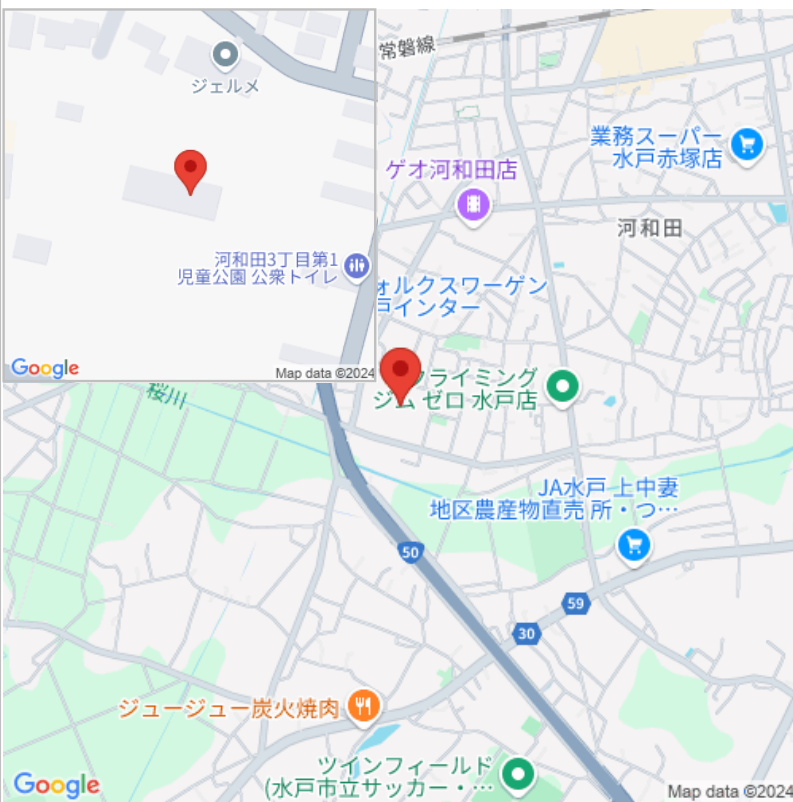 ジェルメ
河和田3丁目第1
児童公園 公衆トイレ
Google
Map data ©2024
常磐線
業務スーパー
水戸赤塚店
ゲオ河和田店
河和田
ォルクスワーゲン
戸インター
クライミング
ジム ゼロ 水戸店
桜川
JA水戸 上中妻
地区農産物直売 所・つ…
50
59
30
ジュージュー炭火焼肉
ツインフィールド
(水戸市立サッカー・…
Google
Map data ©2024